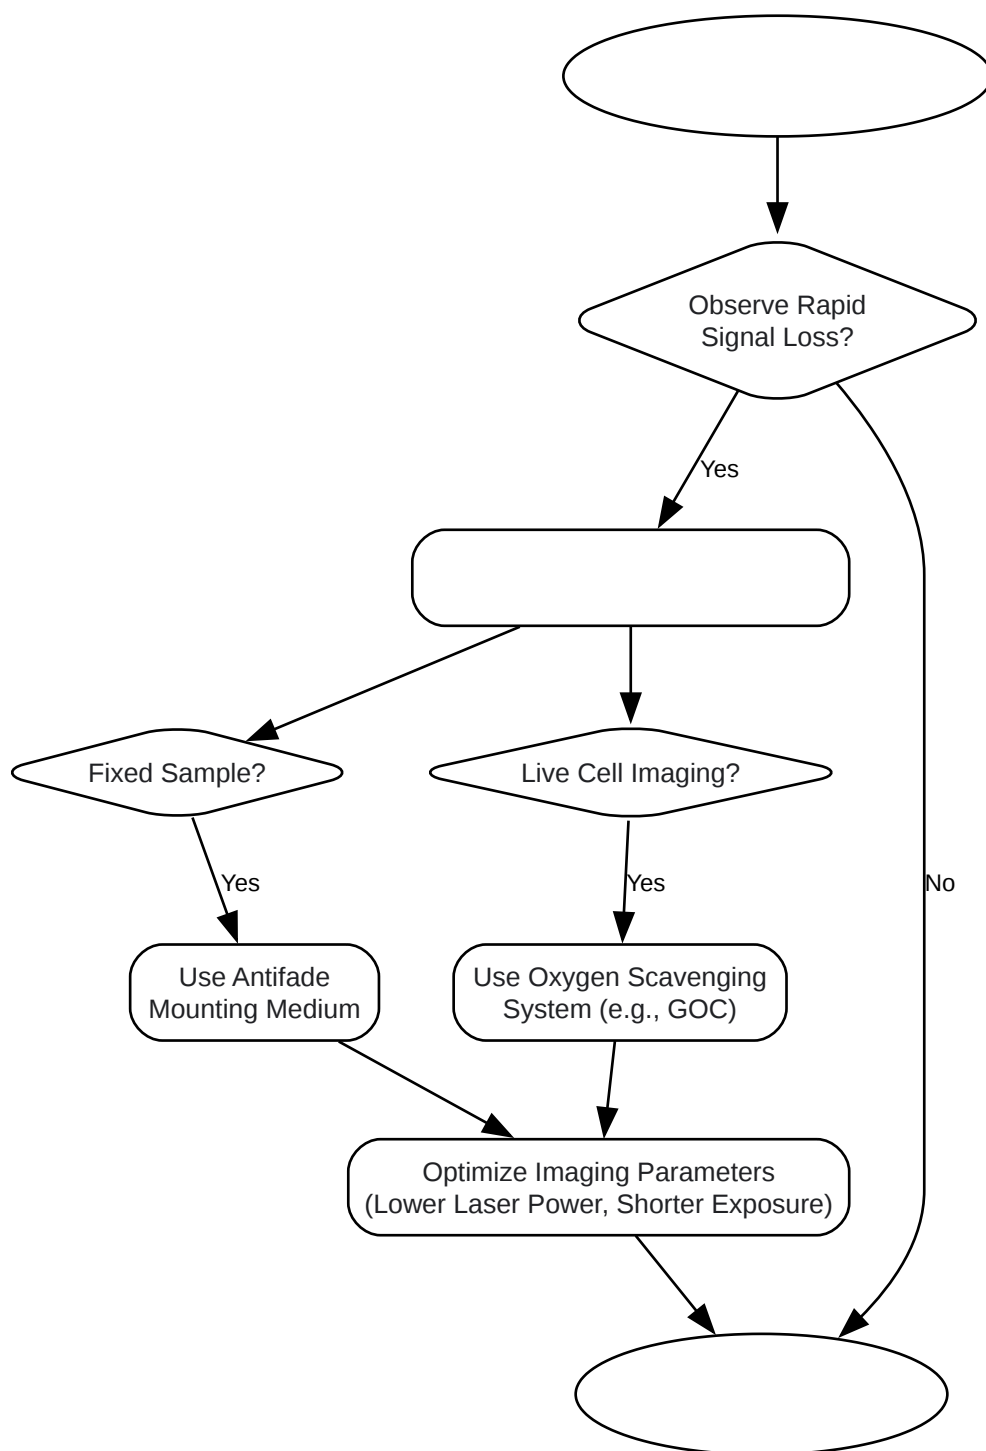 Observe Rapid
Signal Loss?
Yes
Fixed Sample?
Live Cell Imaging?
Yes
Yes
No
Use Antifade
Mounting Medium
Use Oxygen Scavenging
System (e.g., GOC)
Optimize Imaging Parameters
(Lower Laser Power, Shorter Exposure)